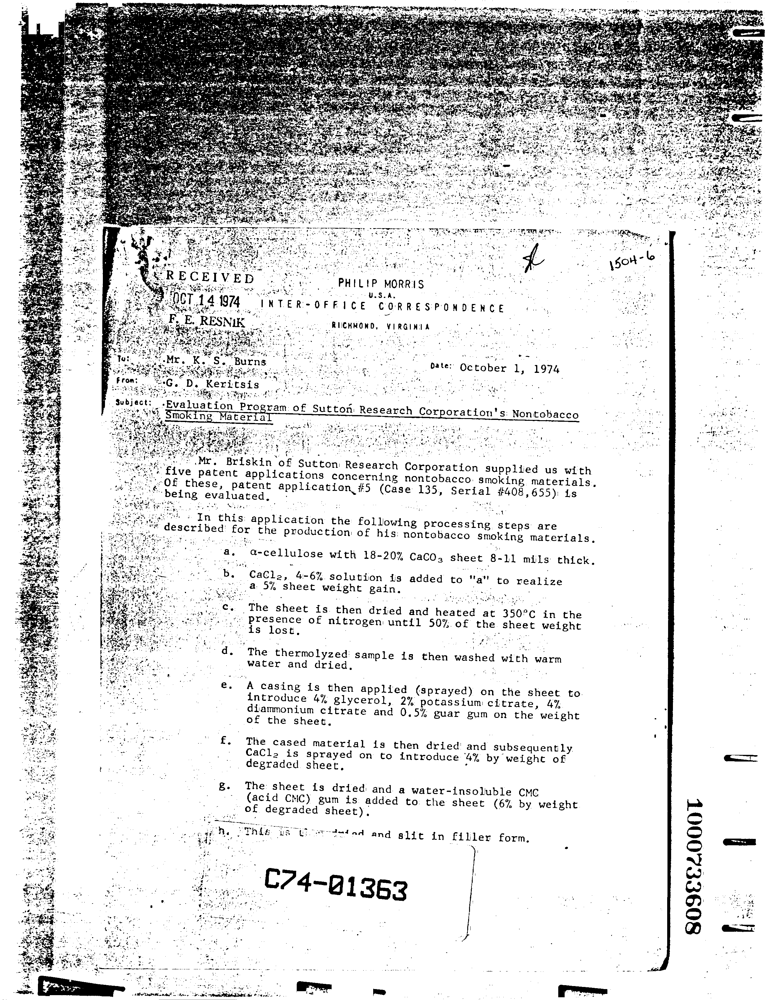 1504-6
RECEIVED
OCT 14 1974
F. E. RESNIK
PHILIP MORRIS
U.S.A.
INTER-OFFICE CORRESPONDENCE
RICHMOND, VIRGINIA
To: Mr. K. S. Burns
Date: October 1, 1974
From: G. D. Keritsis
Subject: Evaluation Program of Sutton Research Corporation's Nontobacco
Smoking Material
Mr. Briskin of Sutton Research Corporation supplied us with
five patent applications concerning nontobacco smoking materials.
Of these, patent application #5 (Case 135, Serial #408,655) is
being evaluated.
In this application the following processing steps are
described for the production of his nontobacco smoking materials.
a. α-cellulose with 18-20% CaCO₃ sheet 8-11 mils thick.
b. CaCl₂, 4-6% solution is added to "a" to realize
a 5% sheet weight gain.
c. The sheet is then dried and heated at 350°C in the
presence of nitrogen until 50% of the sheet weight
is lost.
d. The thermolyzed sample is then washed with warm
water and dried.
e. A casing is then applied (sprayed) on the sheet to
introduce 4% glycerol, 2% potassium citrate, 4%
diammonium citrate and 0.5% guar gum on the weight
of the sheet.
f. The cased material is then dried and subsequently
CaCl₂ is sprayed on to introduce 4% by weight of
degraded sheet.
g. The sheet is dried and a water-insoluble CMC
(acid CMC) gum is added to the sheet (6% by weight
of degraded sheet).
h. This and slit in filler form.
C74-01363
1000733608